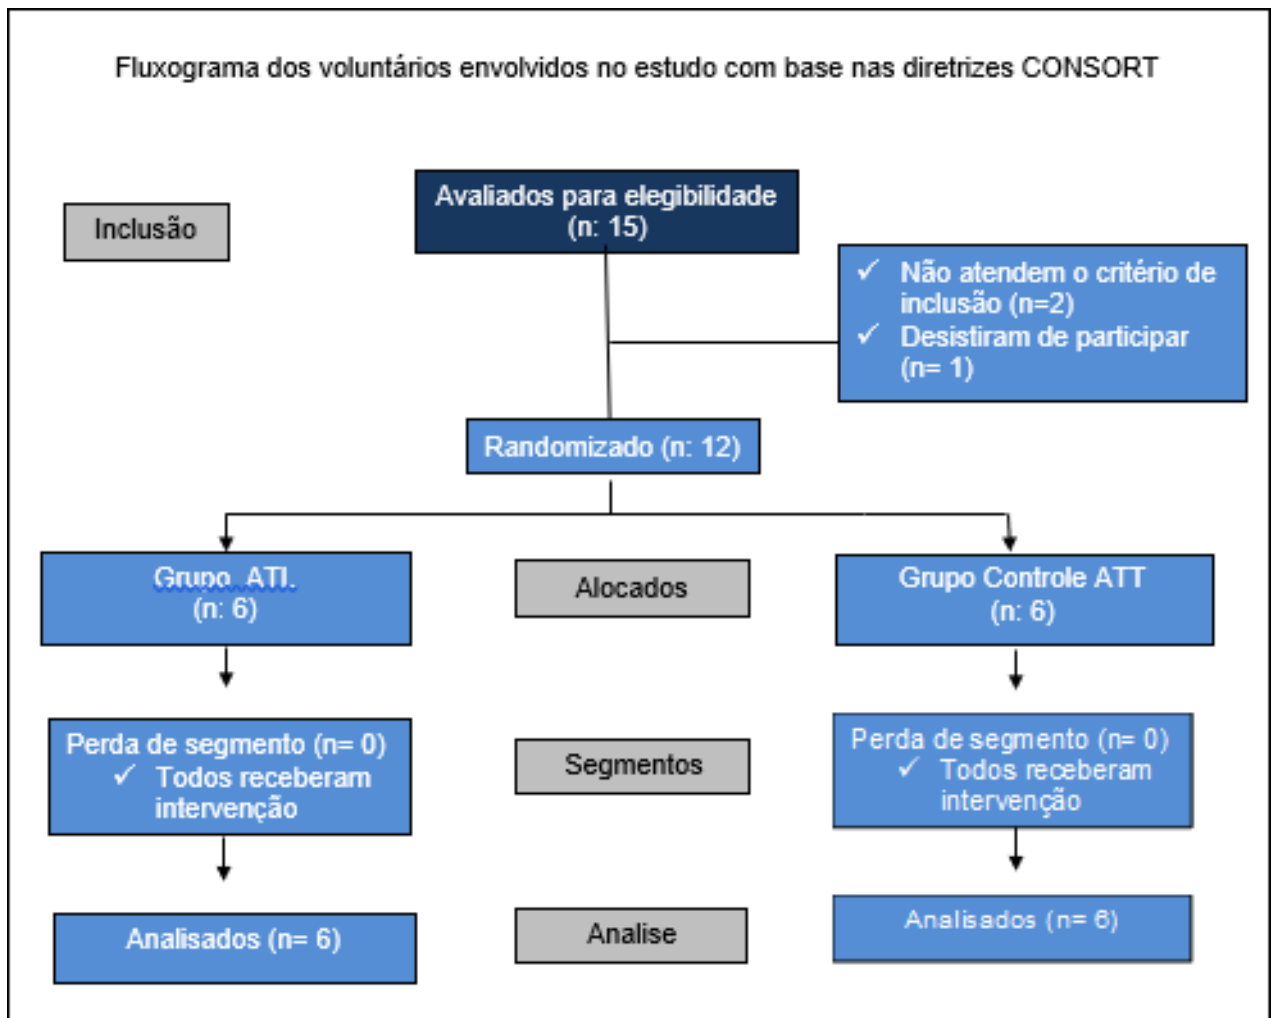 Fluxograma dos voluntários envolvidos no estudo com base nas diretrizes CONSORT
Avaliados para elegibilidade
(n: 15)
Inclusão
✓ Não atendem o critério de
inclusão (n=2)
✓ Desistiram de participar
(n= 1)
Randomizado (n: 12)
Grupo ATI.
(n: 6)
Alocados
Grupo Controle ATT
(n: 6)
Perda de segmento (n= 0)
✓ Todos receberam
intervenção
Segmentos
Perda de segmento (n= 0)
✓ Todos receberam
intervenção
Analisados (n= 6)
Analise
Analisados (n= 6)